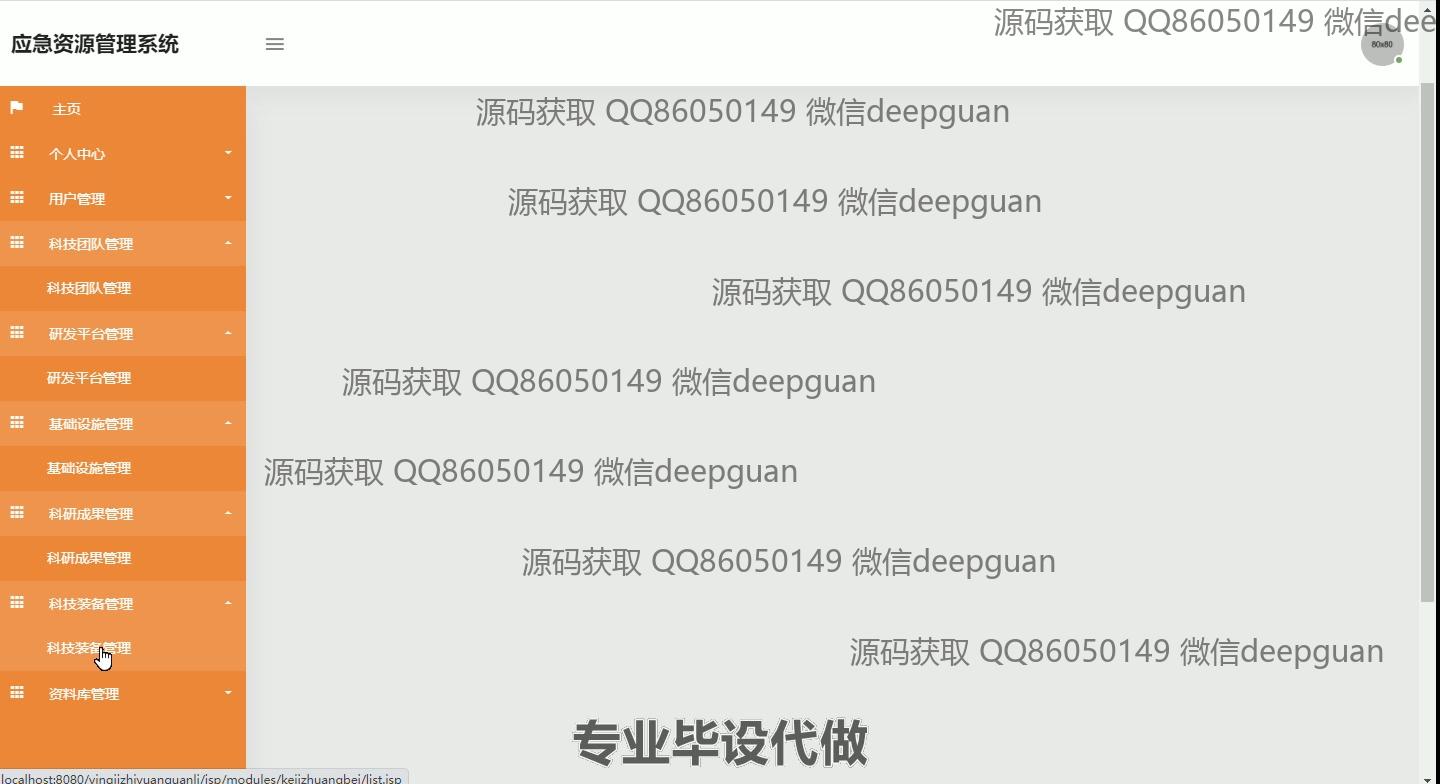 源码获取 QQ86050149 微信dee
应急资源管理系统
80x80
主页
源码获取 QQ86050149 微信deepguan
个人中心
用户管理
源码获取 QQ86050149 微信deepguan
科技团队管理
科技团队管理
源码获取 QQ86050149 微信deepguan
研发平台管理
研发平台管理
源码获取 QQ86050149 微信deepguan
基础设施管理
基础设施管理
源码获取 QQ86050149 微信deepguan
科研成果管理
科研成果管理
源码获取 QQ86050149 微信deepguan
科技装备管理
科技装备管理
源码获取 QQ86050149 微信deepguan
资料库管理
专业毕设代做
localhost:8080/yingjiziyuanguanli/jsp/modules/kejizhuangbei/list.jsp